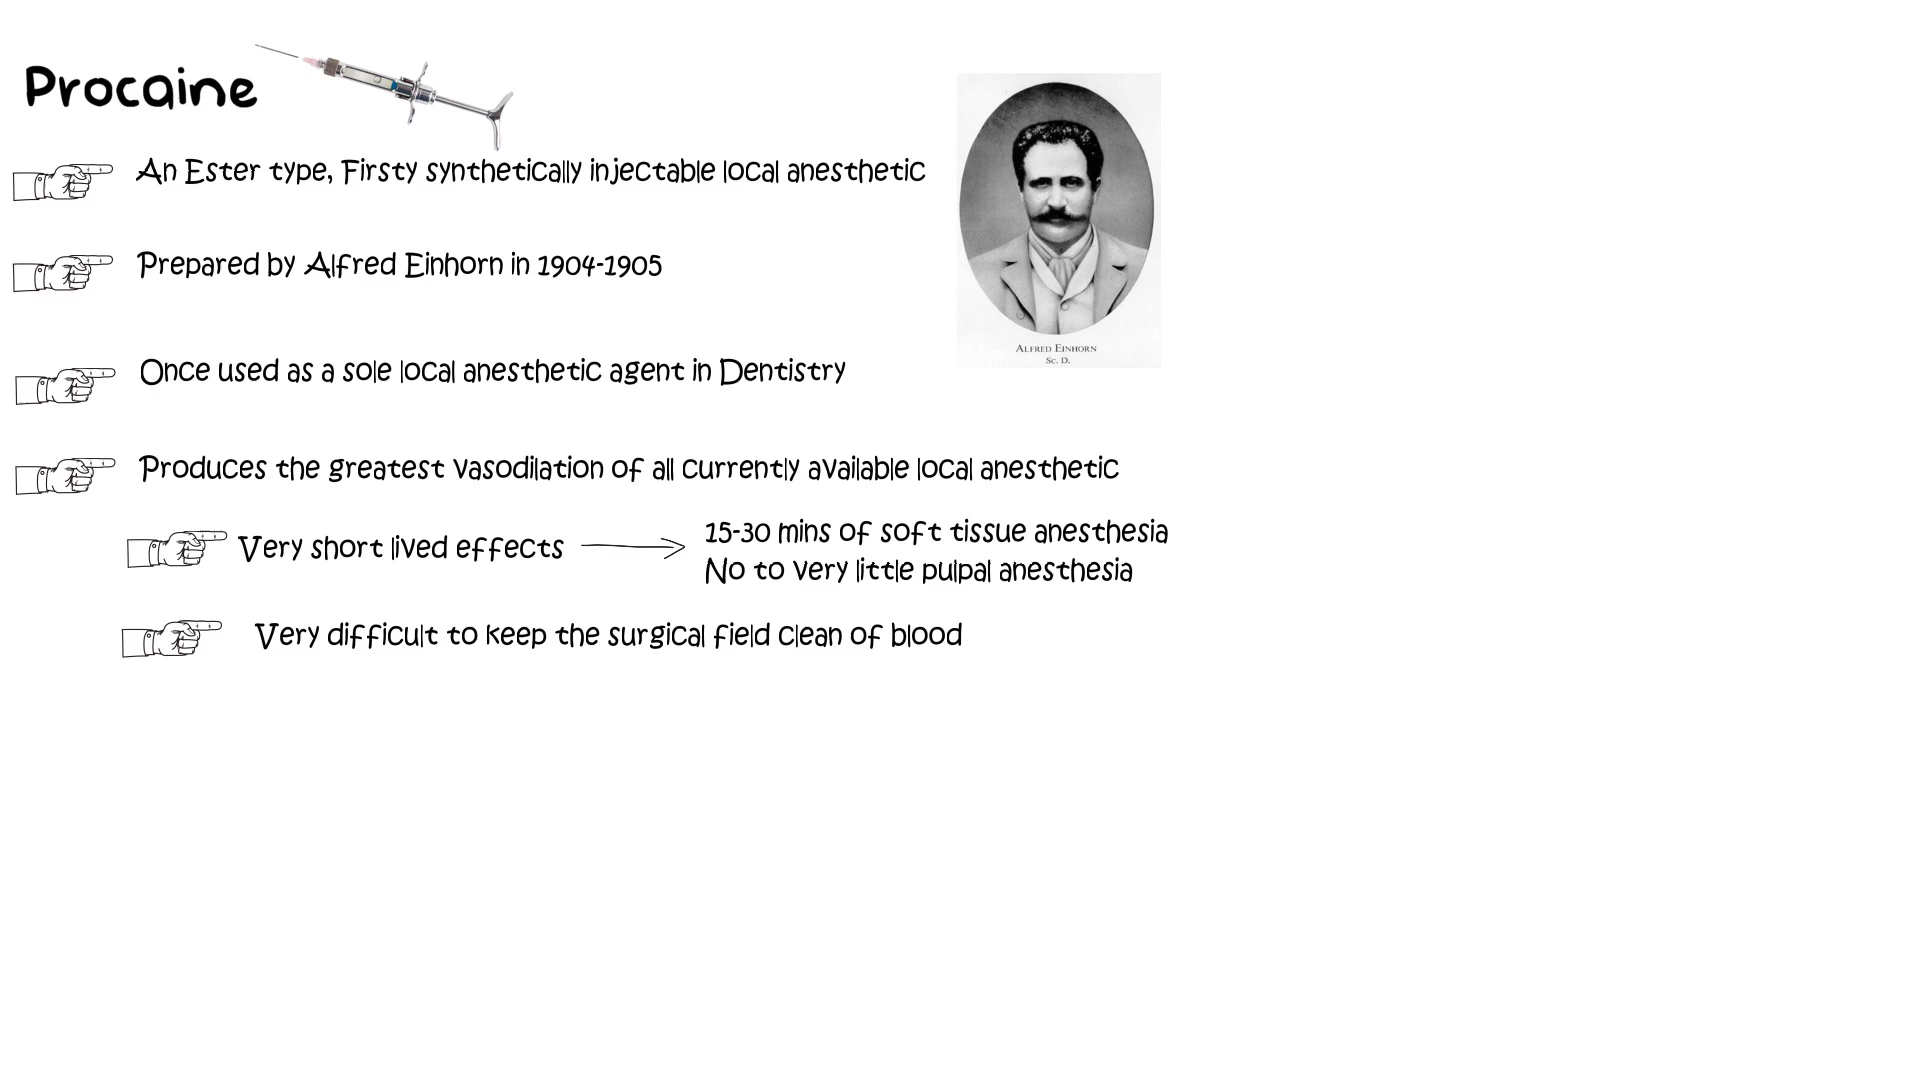 Procaine
An Ester type, Firsty synthetically injectable local anesthetic
Prepared by Alfred Einhorn in 1904-1905
ALFRED EINHORN
SC. D.
Once used as a sole local anesthetic agent in Dentistry
Produces the greatest vasodilation of all currently available local anesthetic
Very short lived effects
15-30 mins of soft tissue anesthesia
No to very little pulpal anesthesia
Very difficult to keep the surgical field clean of blood